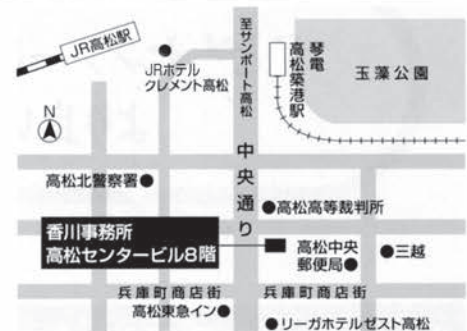 JR高松駅
JRホテル
クレメント高松
至サンポート高松
琴電
高松築港駅
玉藻公園
N
中央通り
高松北警察署
高松高等裁判所
香川事務所
高松センタービル8階
高松中央
郵便局
三越
兵庫町商店街
兵庫町商店街
高松東急イン
リーガホテルゼスト高松